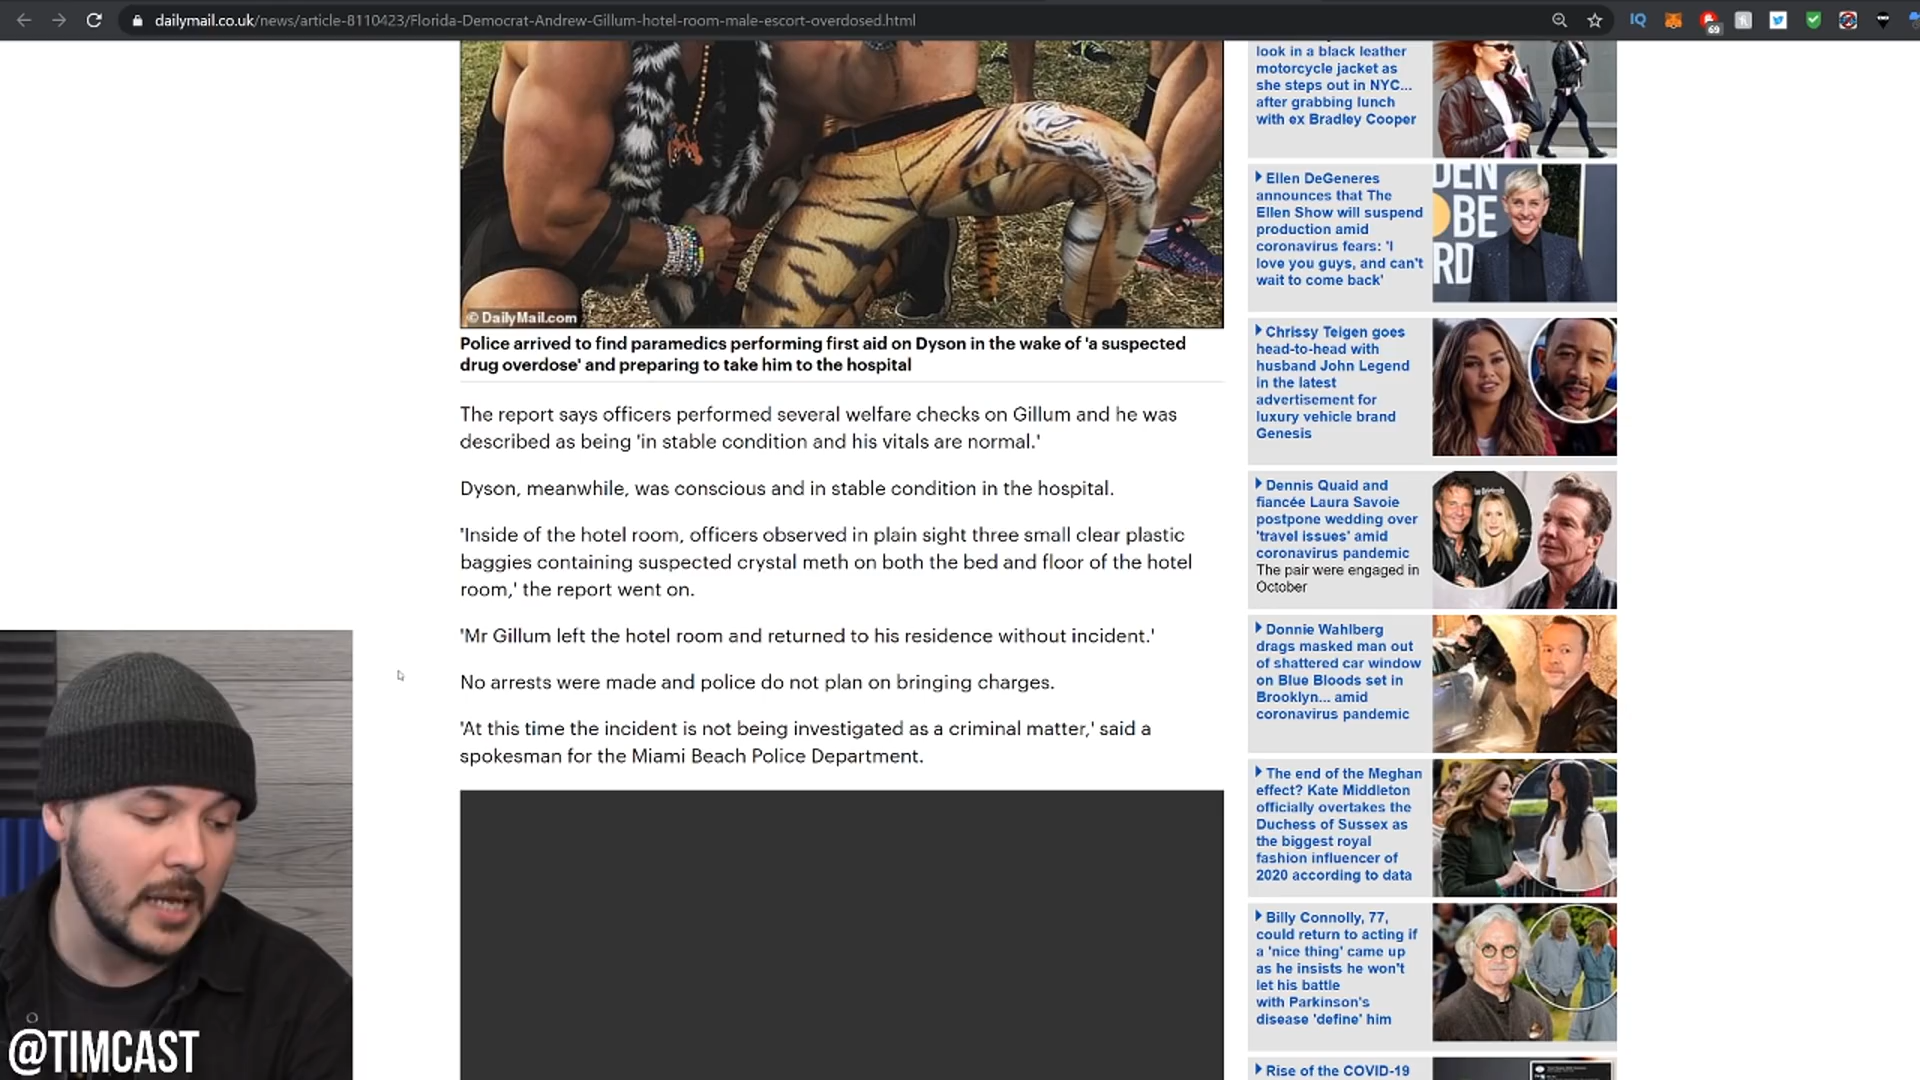 dailymail.co.uk/news/article-8110423/Florida-Democrat-Andrew-Gillum-hotel-room-male-escort-overdosed.html
IQ
69
© DailyMail.com
Police arrived to find paramedics performing first aid on Dyson in the wake of 'a suspected
drug overdose' and preparing to take him to the hospital
The report says officers performed several welfare checks on Gillum and he was
described as being 'in stable condition and his vitals are normal.'
Dyson, meanwhile, was conscious and in stable condition in the hospital.
'Inside of the hotel room, officers observed in plain sight three small clear plastic
baggies containing suspected crystal meth on both the bed and floor of the hotel
room,' the report went on.
'Mr Gillum left the hotel room and returned to his residence without incident.'
No arrests were made and police do not plan on bringing charges.
'At this time the incident is not being investigated as a criminal matter,' said a
spokesman for the Miami Beach Police Department.
look in a black leather
motorcycle jacket as
she steps out in NYC...
after grabbing lunch
with ex Bradley Cooper
Ellen DeGeneres
announces that The
Ellen Show will suspend
production amid
coronavirus fears: 'I
love you guys, and can't
wait to come back'
DEN
BE
RD
Chrissy Teigen goes
head-to-head with
husband John Legend
in the latest
advertisement for
luxury vehicle brand
Genesis
Dennis Quaid and
fiancée Laura Savoie
postpone wedding over
'travel issues' amid
coronavirus pandemic
The pair were engaged in
October
Donnie Wahlberg
drags masked man out
of shattered car window
on Blue Bloods set in
Brooklyn... amid
coronavirus pandemic
The end of the Meghan
effect? Kate Middleton
officially overtakes the
Duchess of Sussex as
the biggest royal
fashion influencer of
2020 according to data
Billy Connolly, 77,
could return to acting if
a 'nice thing' came up
as he insists he won't
let his battle
with Parkinson's
disease 'define' him
Rise of the COVID-19
@TIMCAST